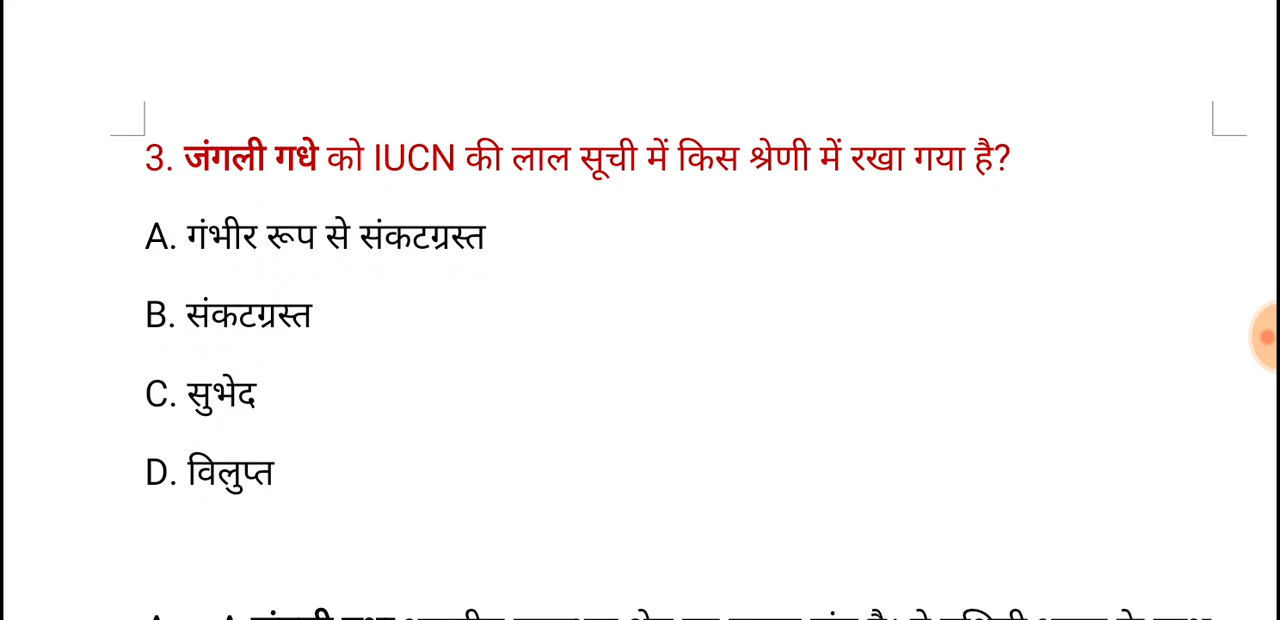 3. जंगली गधे को IUCN की लाल सूची में किस श्रेणी में रखा गया है?
A. गंभीर रूप से संकटग्रस्त
B. संकटग्रस्त
C. सुभेद
D. विलुप्त